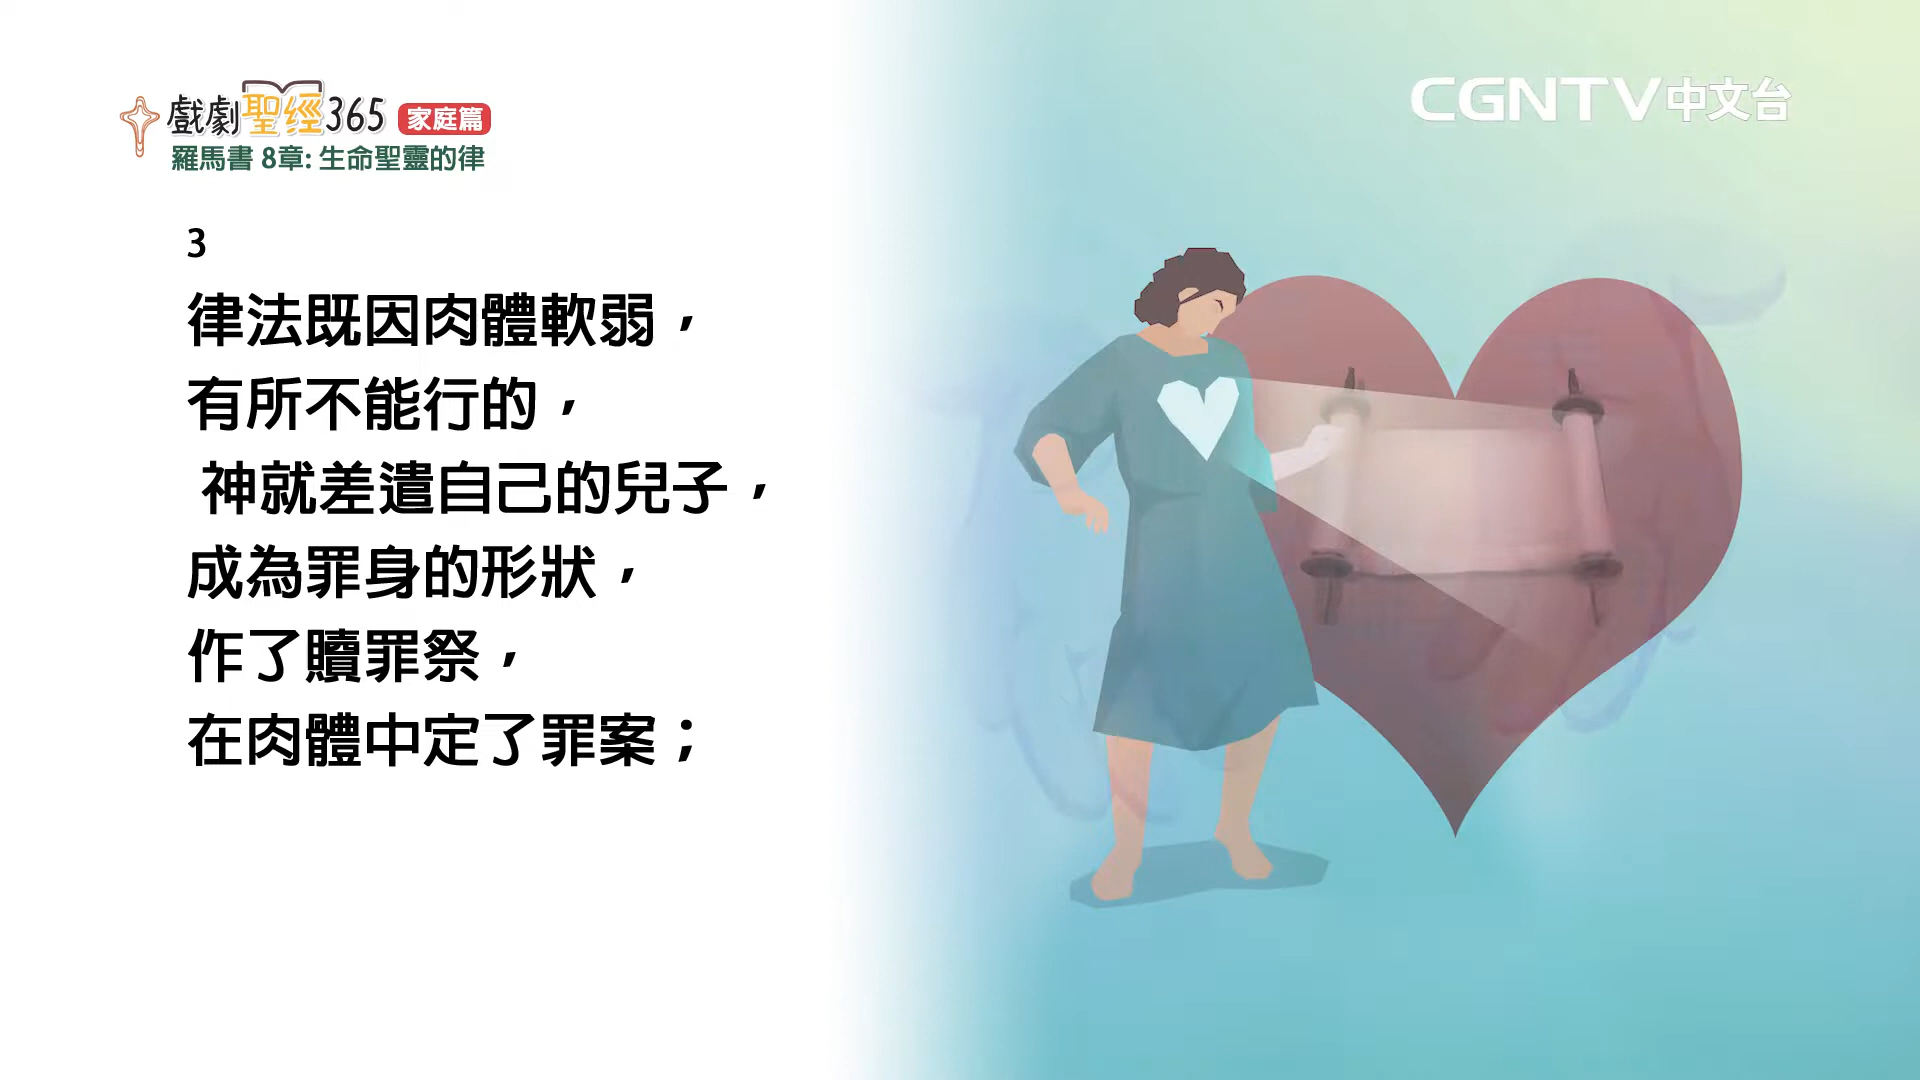 戲劇聖經365 家庭篇
羅馬書 8章: 生命聖靈的律
CGNTV中文台
3
律法既因肉體軟弱，
有所不能行的，
神就差遣自己的兒子，
成為罪身的形狀，
作了贖罪祭，
在肉體中定了罪案；